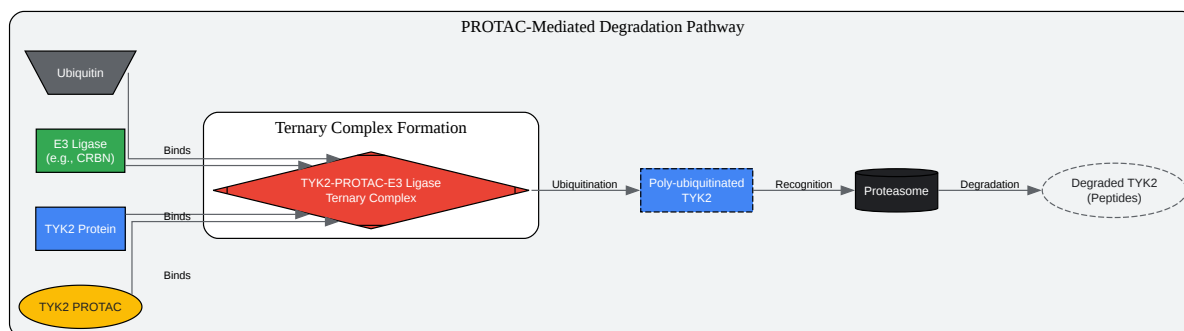 PROTAC-Mediated Degradation Pathway
Ubiquitin
E3 Ligase
(e.g., CRBN)
TYK2 Protein
TYK2 PROTAC
Binds
Binds
Binds
Ternary Complex Formation
TYK2-PROTAC-E3 Ligase
Ternary Complex
Ubiquitination
Poly-ubiquitinated
TYK2
Recognition
Proteasome
Degradation
Degraded TYK2
(Peptides)